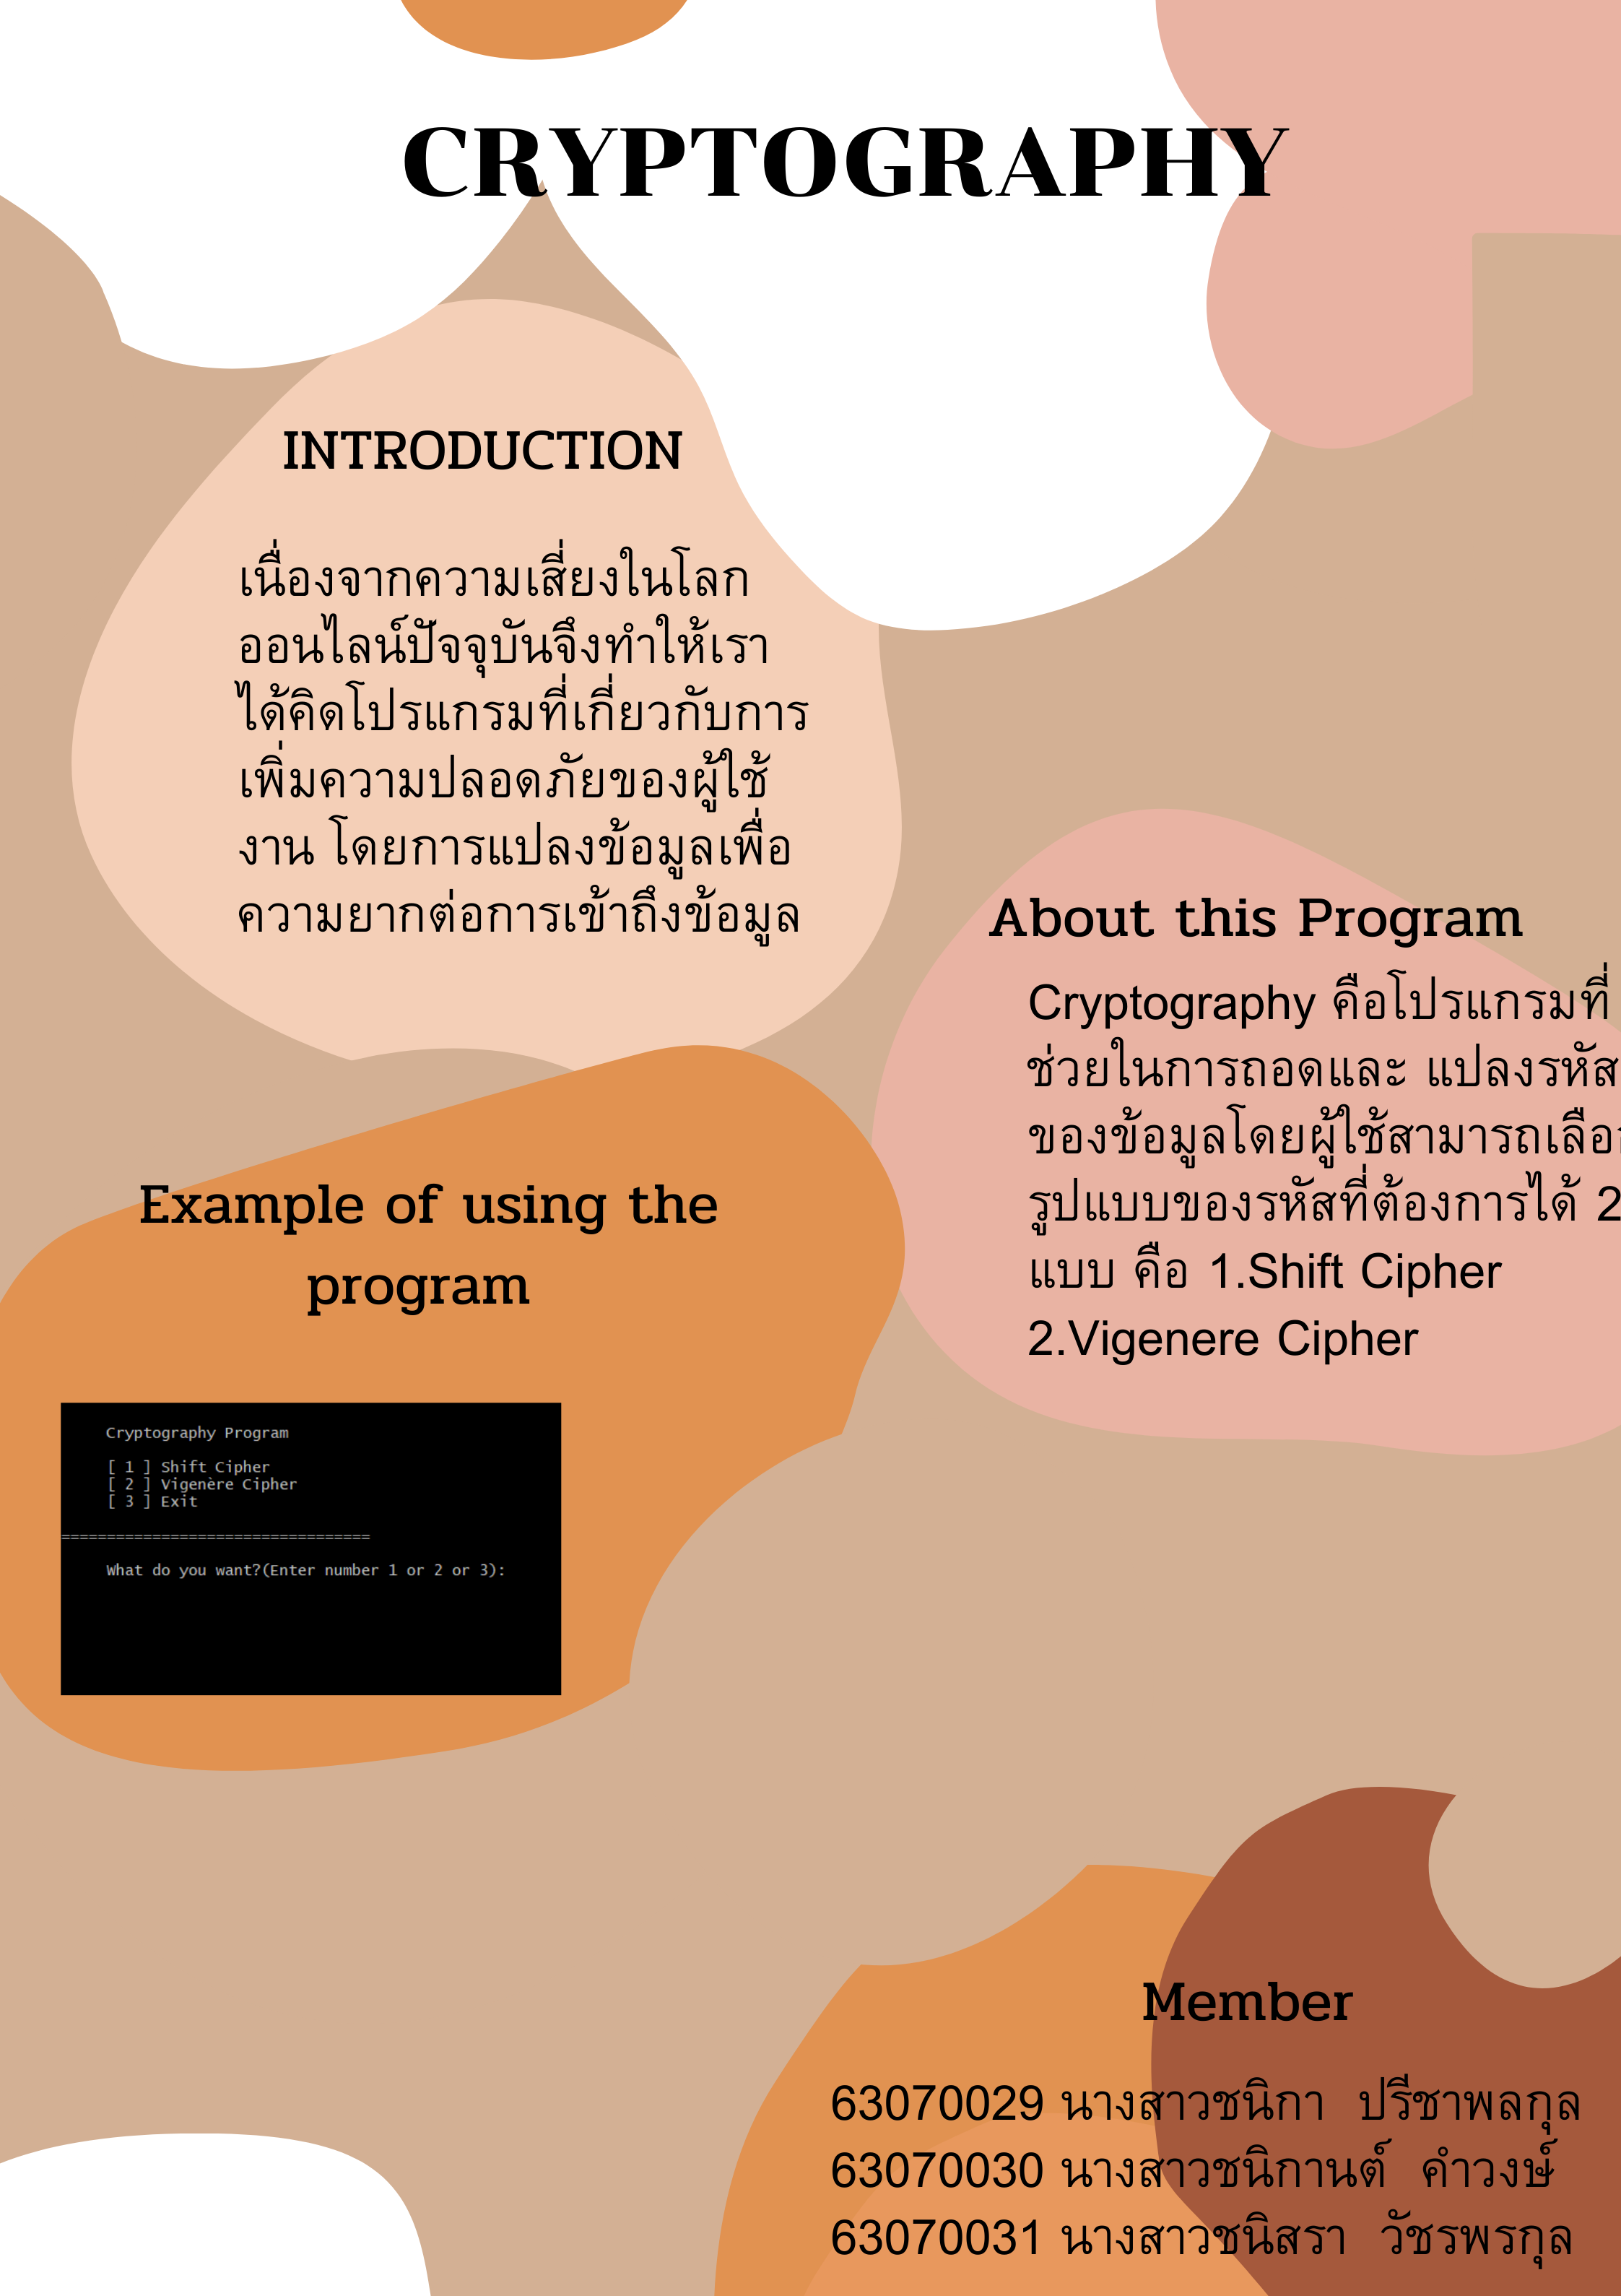 CRYPTOGRAPHY
INTRODUCTION
เนื่องจากความเสี่ยงในโลก
ออนไลน์ปัจจุบันจึงทำให้เรา
ได้คิดโปรแกรมที่เกี่ยวกับการ
เพิ่มความปลอดภัยของผู้ใช้
งาน โดยการแปลงข้อมูลเพื่อ
ความยากต่อการเข้าถึงข้อมูล
About this Program
Cryptography คือโปรแกรมที่
ช่วยในการถอดและ แปลงรหัส
ของข้อมูลโดยผู้ใช้สามารถเลือก
รูปแบบของรหัสที่ต้องการได้ 2
แบบ คือ 1.Shift Cipher
2.Vigenere Cipher
Example of using the
program
Cryptography Program
[ 1 ] Shift Cipher
[ 2 ] Vigenère Cipher
[ 3 ] Exit
==================================
What do you want?(Enter number 1 or 2 or 3):
Member
63070029 นางสาวชนิกา ปรีชาพลกุล
63070030 นางสาวชนิกานต์ คำวงษ์
63070031 นางสาวชนิสรา วัชรพรกุล